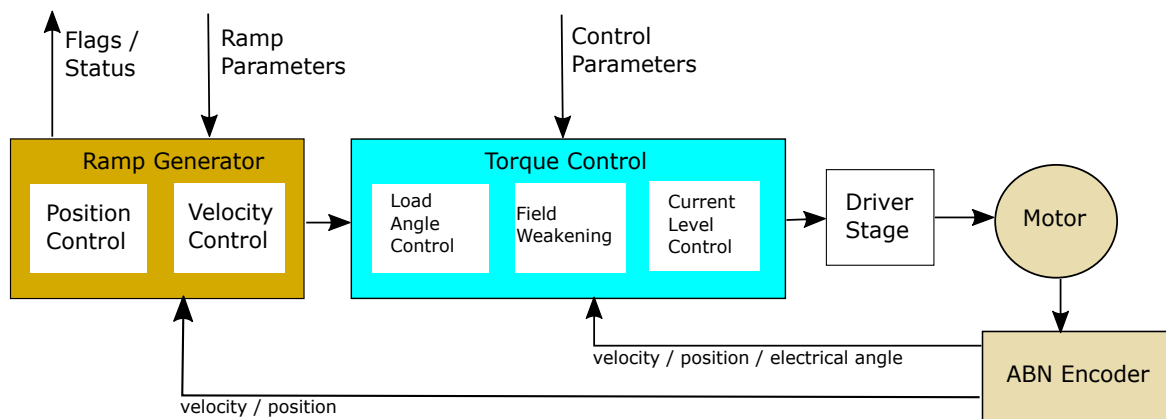 Flags /
Status
Ramp
Parameters
Control
Parameters
Ramp Generator
Position
Control
Velocity
Control
Torque Control
Load
Angle
Control
Field
Weakening
Current
Level
Control
Driver
Stage
Motor
velocity / position / electrical angle
ABN Encoder
velocity / position